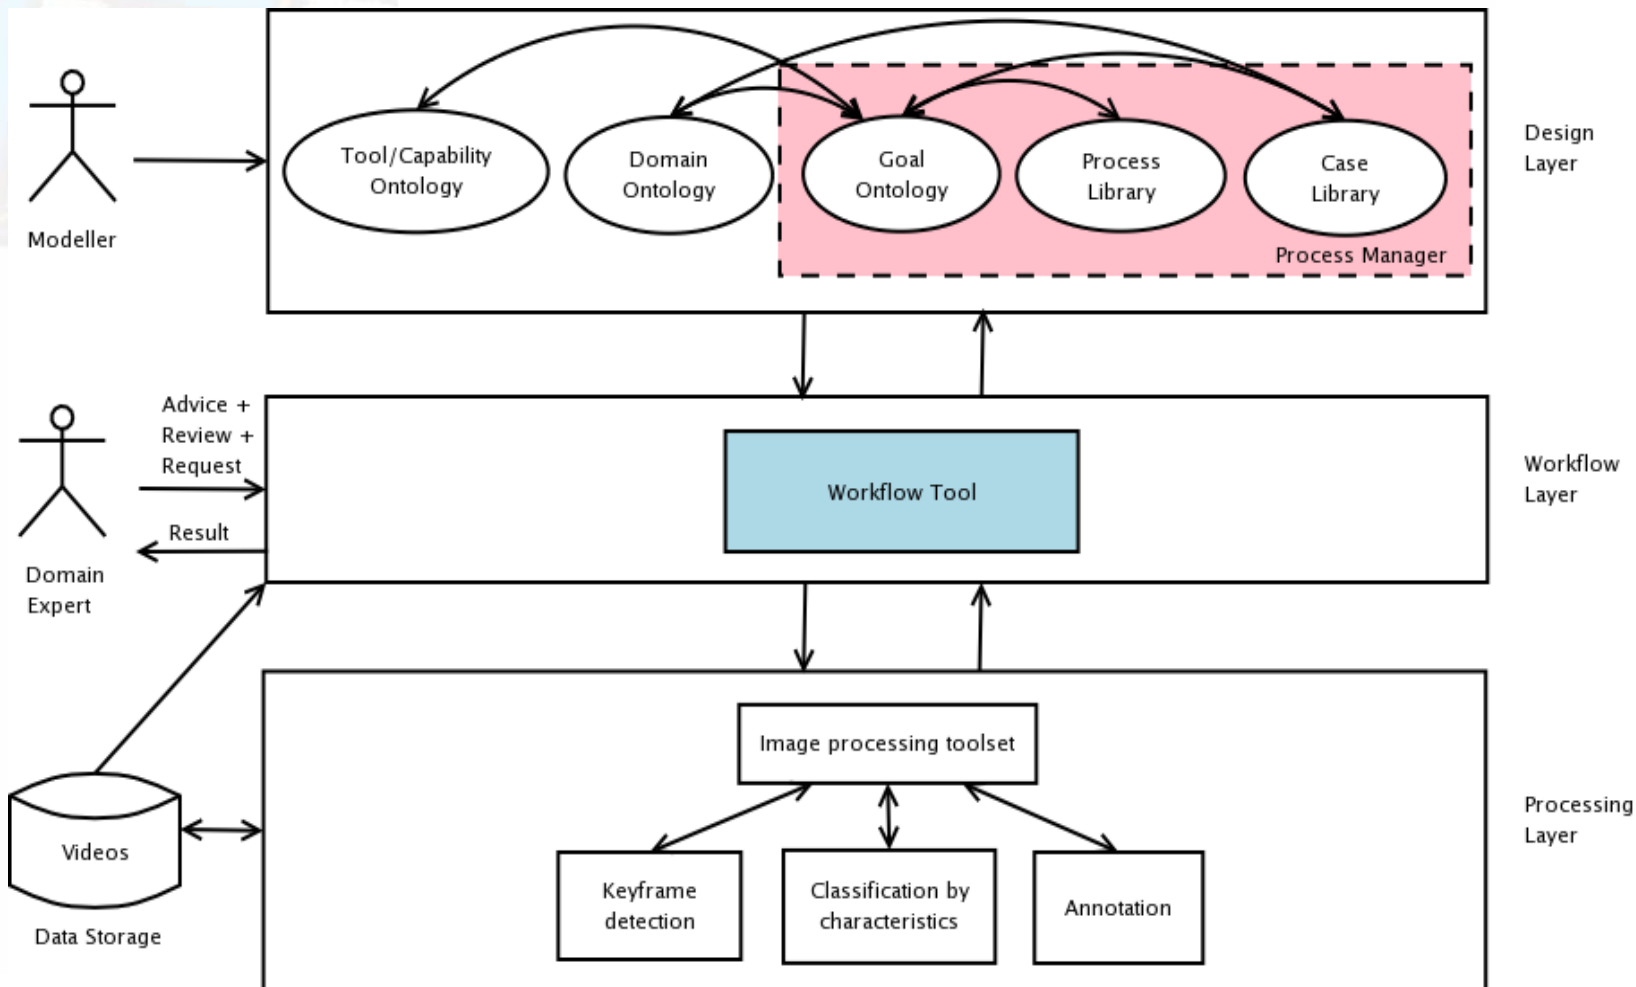 Tool/Capability
Ontology
Domain
Ontology
Goal
Ontology
Process
Library
Case
Library
Process Manager
Design
Layer
Modeller
Advice +
Review +
Request
Result
Domain
Expert
Workflow Tool
Workflow
Layer
Image processing toolset
Keyframe
detection
Classification by
characteristics
Annotation
Processing
Layer
Videos
Data Storage